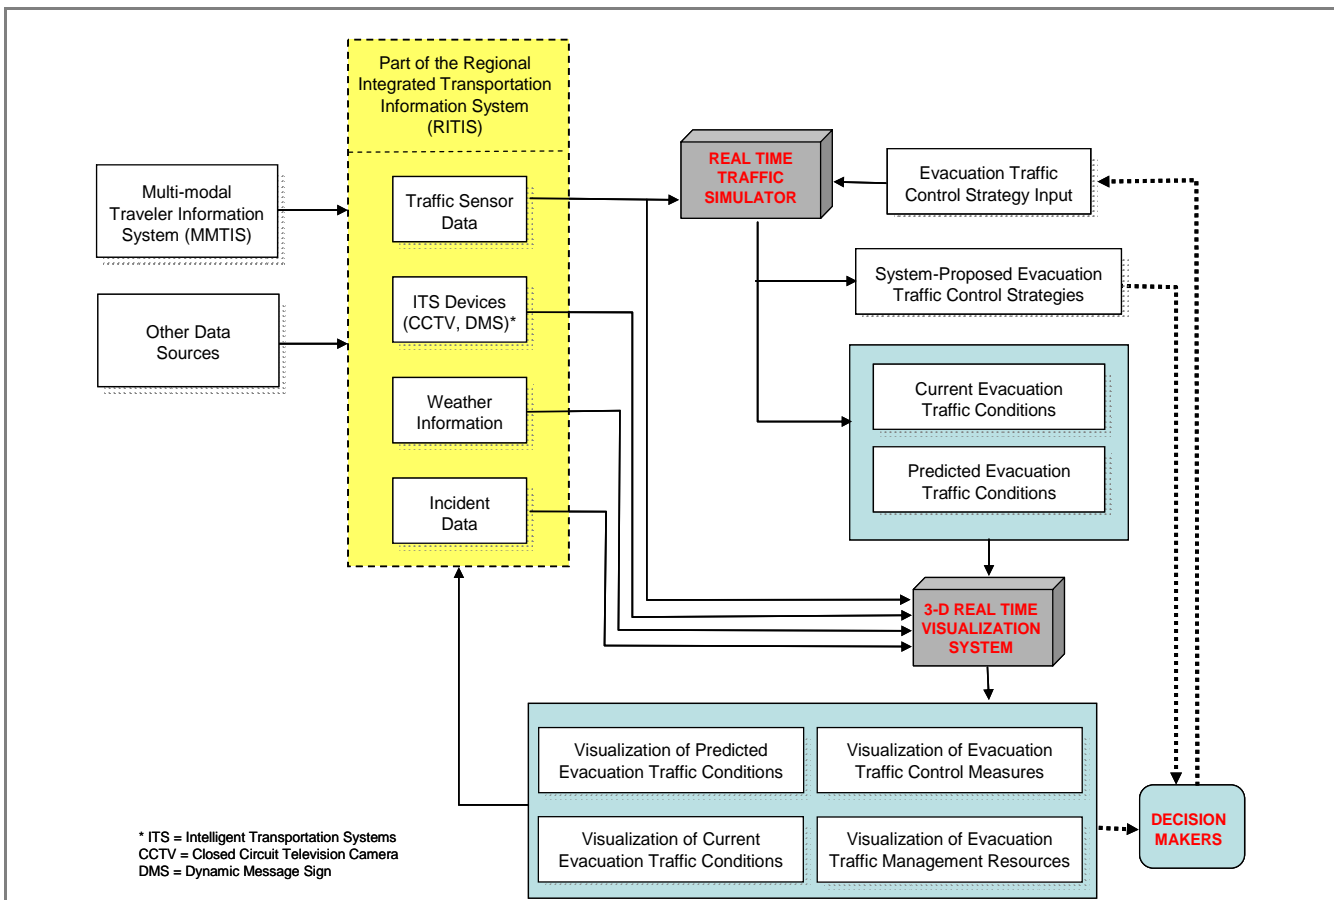 Part of the Regional
Integrated Transportation
Information System
(RITIS)
Multi-modal
Traveler Information
System (MMTIS)
Other Data
Sources
Traffic Sensor
Data
ITS Devices
(CCTV, DMS)*
Weather
Information
Incident
Data
REAL TIME
TRAFFIC
SIMULATOR
Evacuation Traffic
Control Strategy Input
System-Proposed Evacuation
Traffic Control Strategies
Current Evacuation
Traffic Conditions
Predicted Evacuation
Traffic Conditions
3-D REAL TIME
VISUALIZATION
SYSTEM
Visualization of Predicted
Evacuation Traffic Conditions
Visualization of Evacuation
Traffic Control Measures
Visualization of Current
Evacuation Traffic Conditions
Visualization of Evacuation
Traffic Management Resources
DECISION
MAKERS
* ITS = Intelligent Transportation Systems
CCTV = Closed Circuit Television Camera
DMS = Dynamic Message Sign